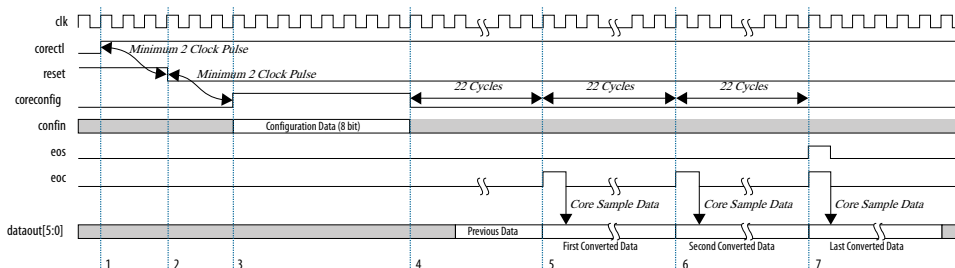 clk
corectl
Minimum 2 Clock Pulse
reset
Minimum 2 Clock Pulse
coreconfig
22 Cycles
22 Cycles
22 Cycles
confin
Configuration Data (8 bit)
eos
eoc
Core Sample Data
Core Sample Data
Core Sample Data
dataout[5:0]
Previous Data
First Converted Data
Second Converted Data
Last Converted Data
1 2 3 4 5 6 7